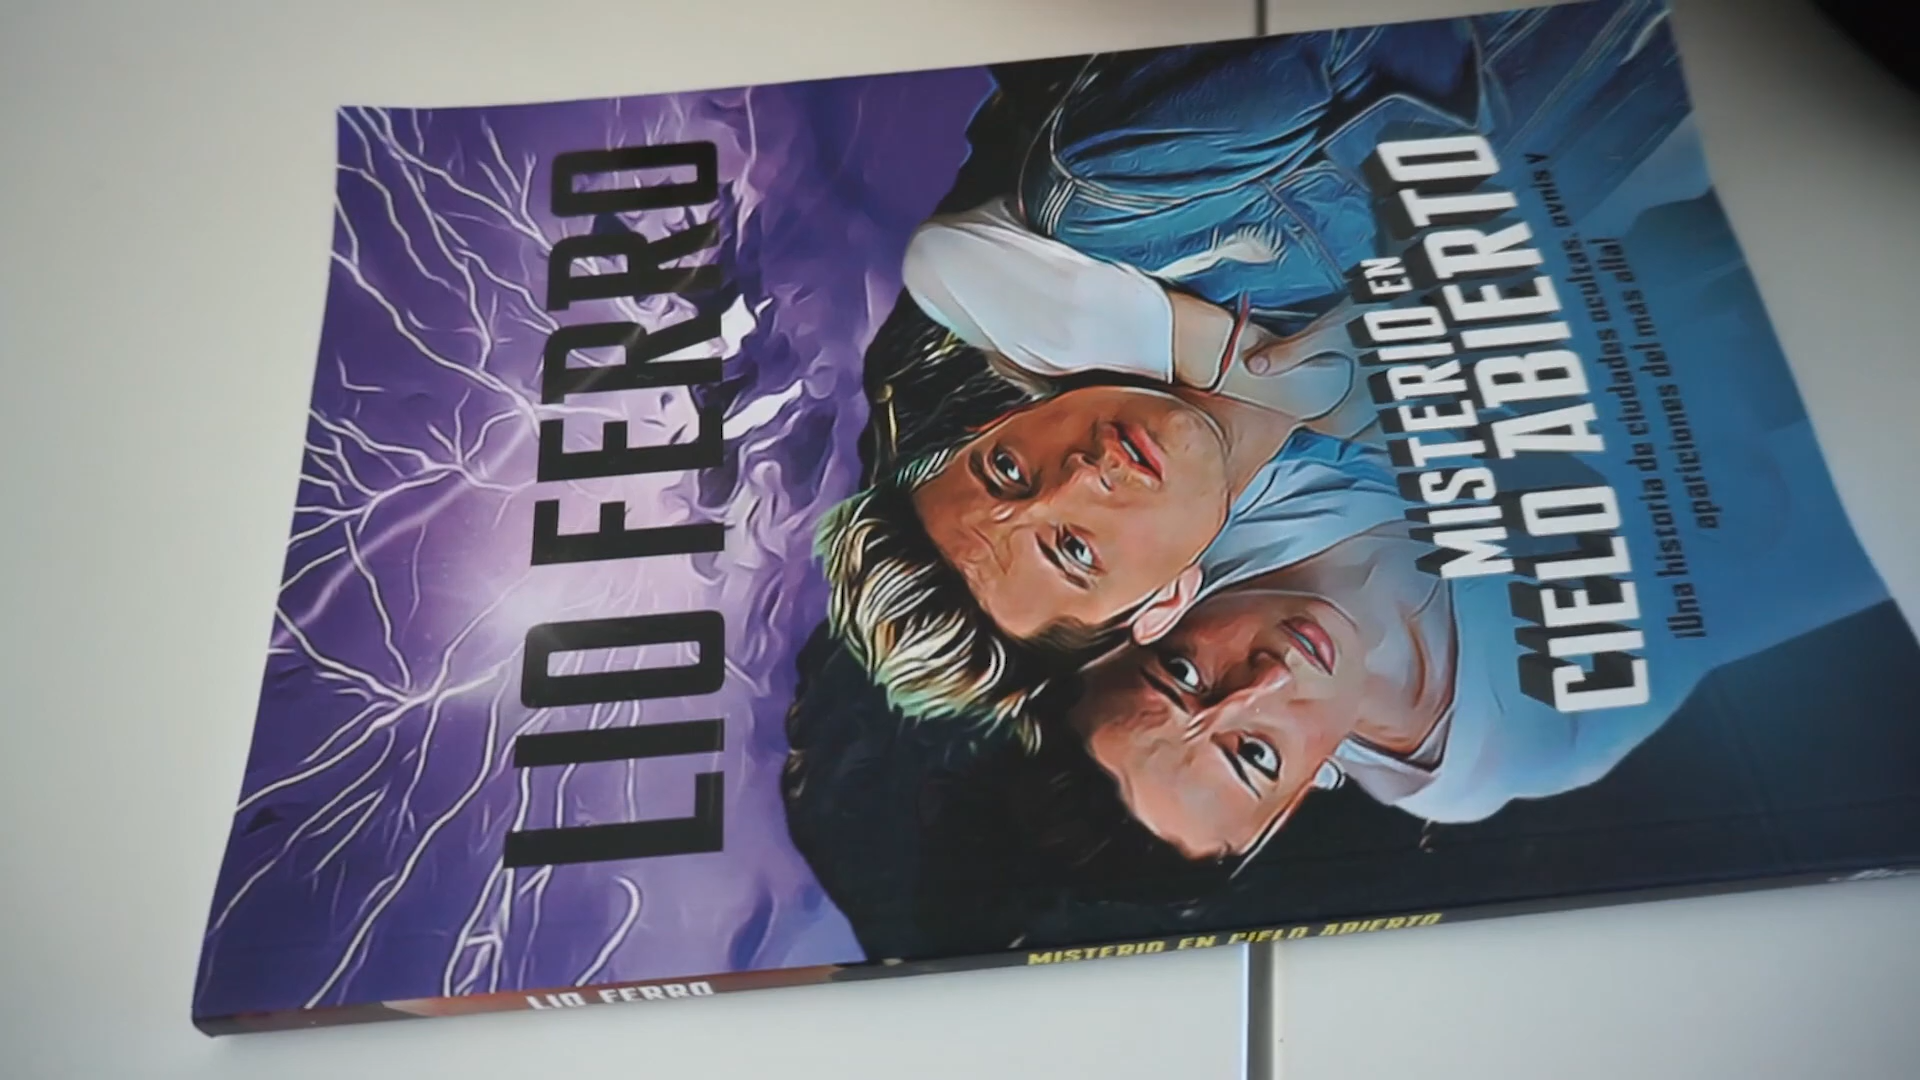 LIO FERRO
MISTERIO EN
CIELO ABIERTO
¡Una historia de ciudades ocultas, ovnis y
apariciones del más allá!
LIO FERRO
MISTERIO EN CIELO ABIERTO